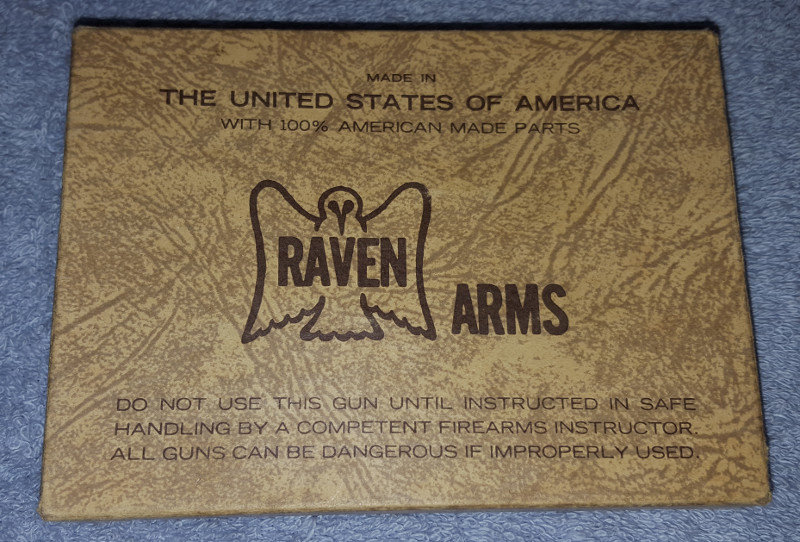 MADE IN
THE UNITED STATES OF AMERICA
WITH 100% AMERICAN MADE PARTS
RAVEN
ARMS
DO NOT USE THIS GUN UNTIL INSTRUCTED IN SAFE
HANDLING BY A COMPETENT FIREARMS INSTRUCTOR.
ALL GUNS CAN BE DANGEROUS IF IMPROPERLY USED.